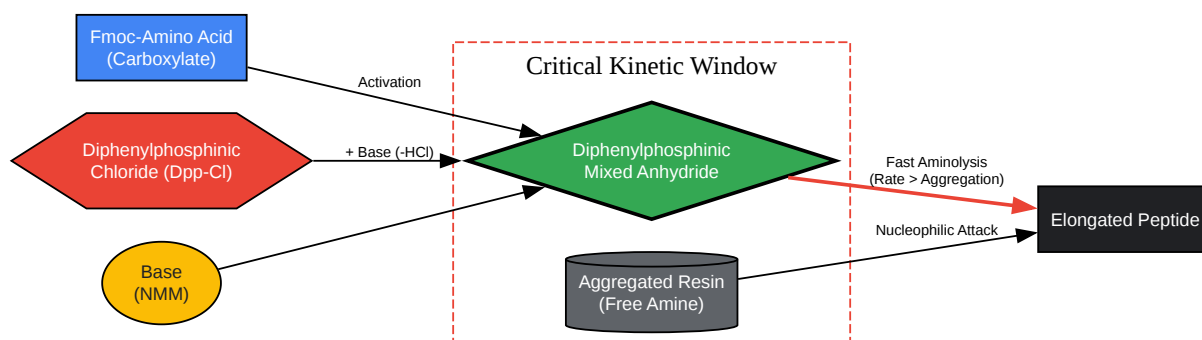 Fmoc-Amino Acid
(Carboxylate)
Critical Kinetic Window
Activation
Diphenylphosphinic
Chloride (Dpp-Cl)
+ Base (-HCl)
Diphenylphosphinic
Mixed Anhydride
Fast Aminolysis
(Rate > Aggregation)
Elongated Peptide
Nucleophilic Attack
Base
(NMM)
Aggregated Resin
(Free Amine)